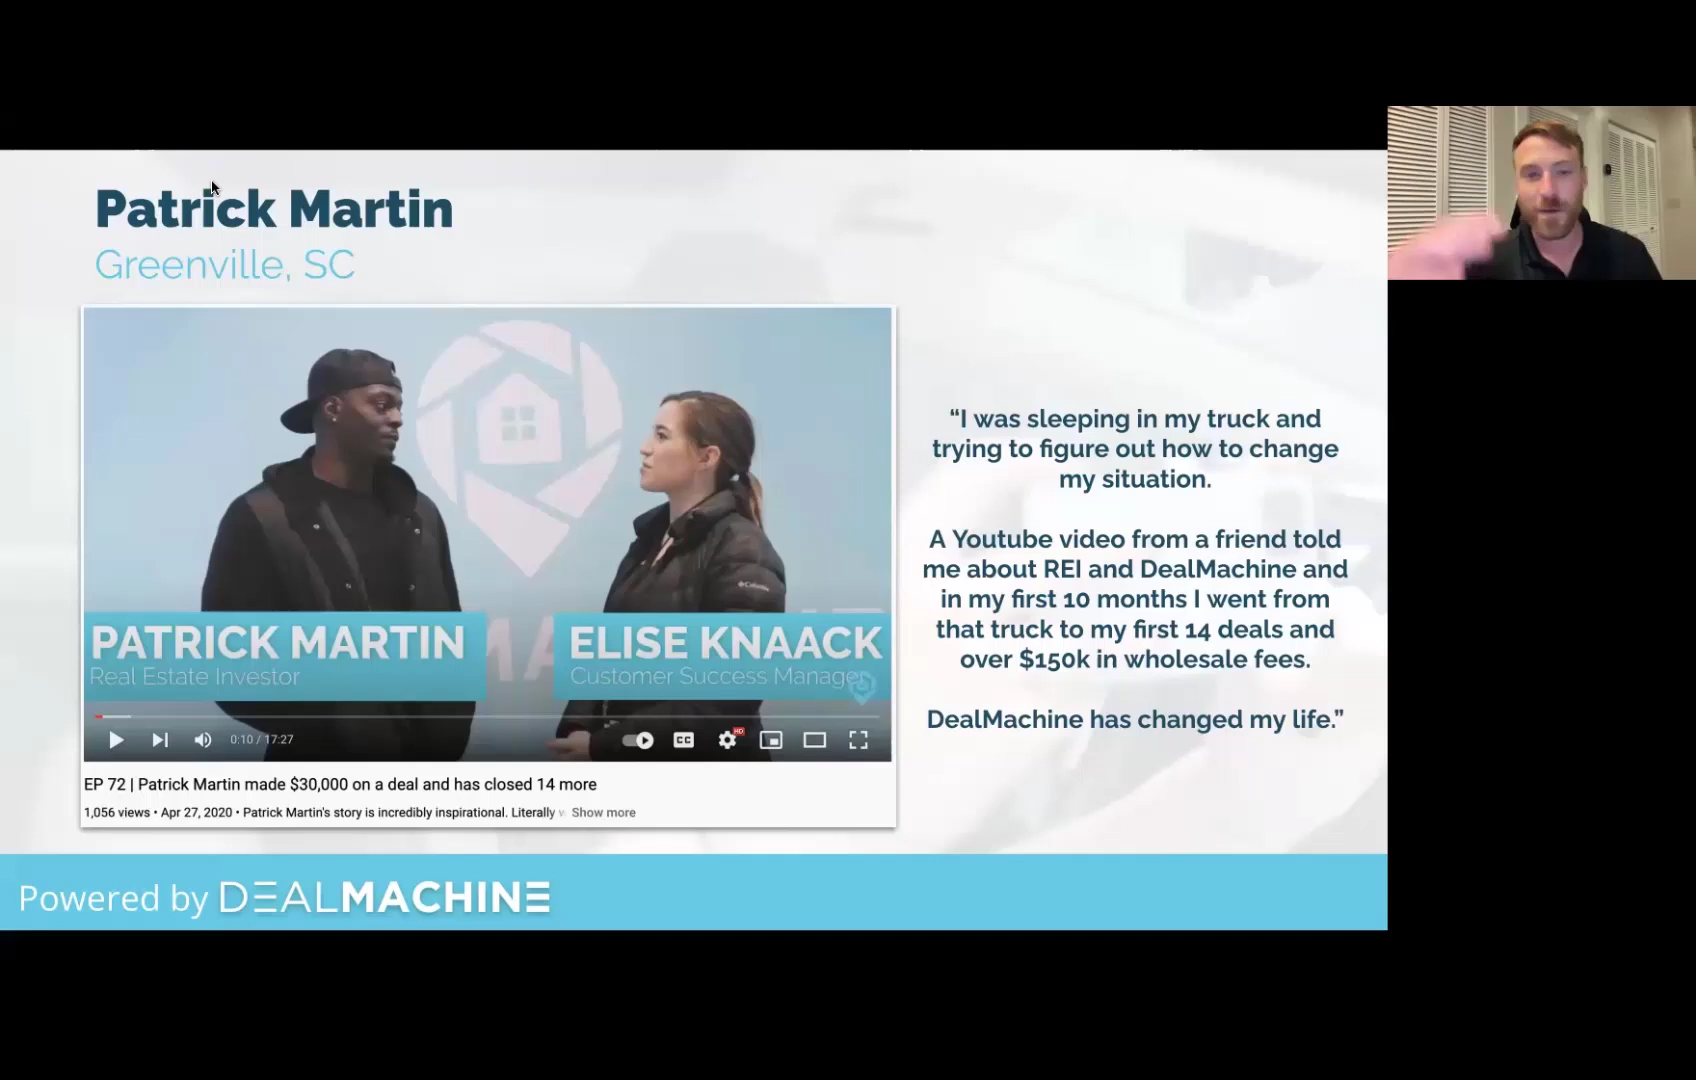 Patrick Martin
Greenville, SC
PATRICK MARTIN
Real Estate Investor
ELISE KNAACK
Customer Success Manager
Columbia
0:10 / 17:27
CC
HD
EP 72 | Patrick Martin made $30,000 on a deal and has closed 14 more
1,056 views • Apr 27, 2020 • Patrick Martin's story is incredibly inspirational. Literally Show more
“I was sleeping in my truck and
trying to figure out how to change
my situation.
A Youtube video from a friend told
me about REI and DealMachine and
in my first 10 months I went from
that truck to my first 14 deals and
over $150k in wholesale fees.
DealMachine has changed my life.”
Powered by DEALMACHINE